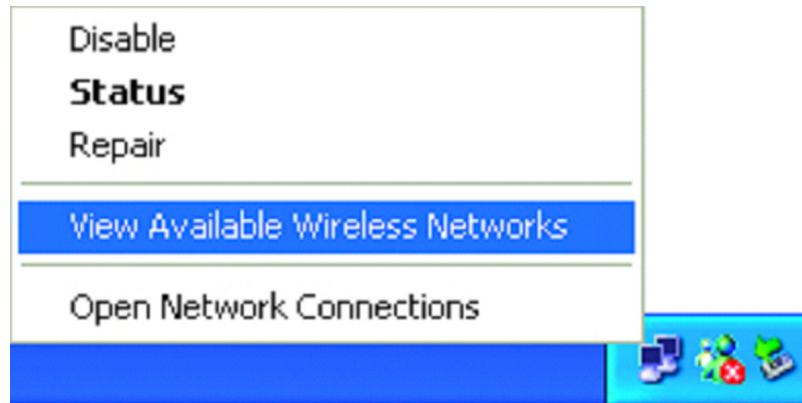 Disable
Status
Repair
View Available Wireless Networks
Open Network Connections